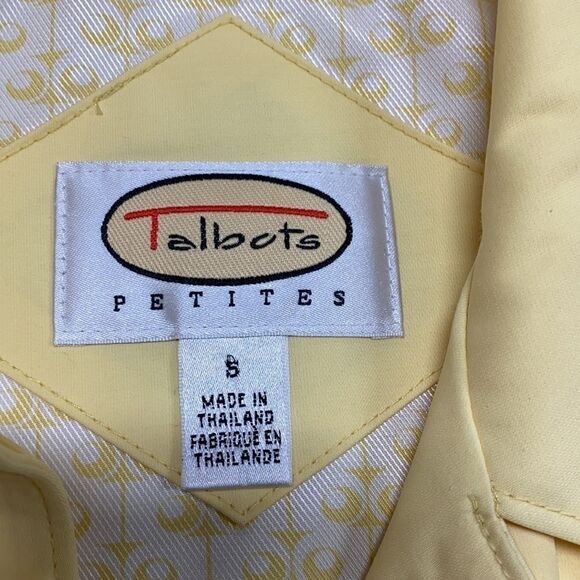 Talbots
PETITES
S
MADE IN
THAILAND
FABRIQUÉ EN
THAILANDE